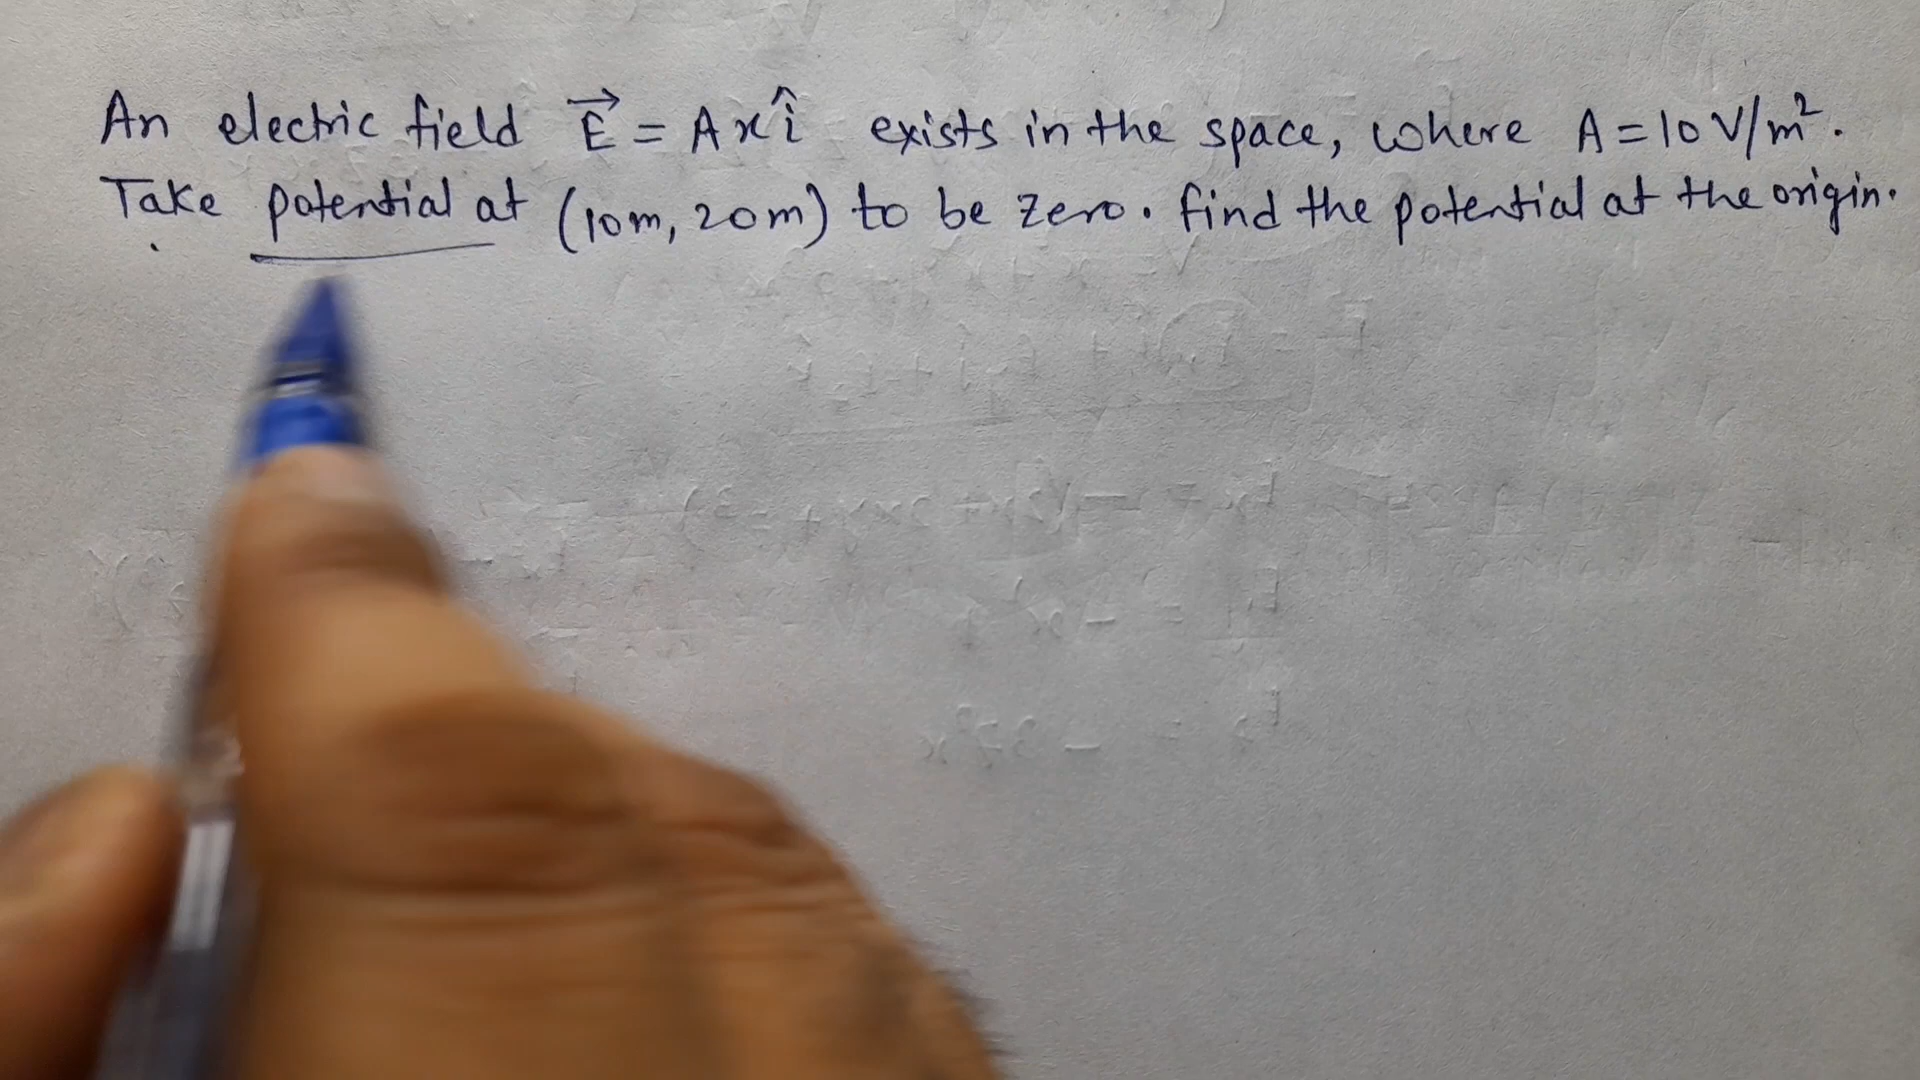 An electric field E⃗ = Axî exists in the space, where A = 10 V/m².
Take potential at (10m, 20m) to be zero. find the potential at the origin.